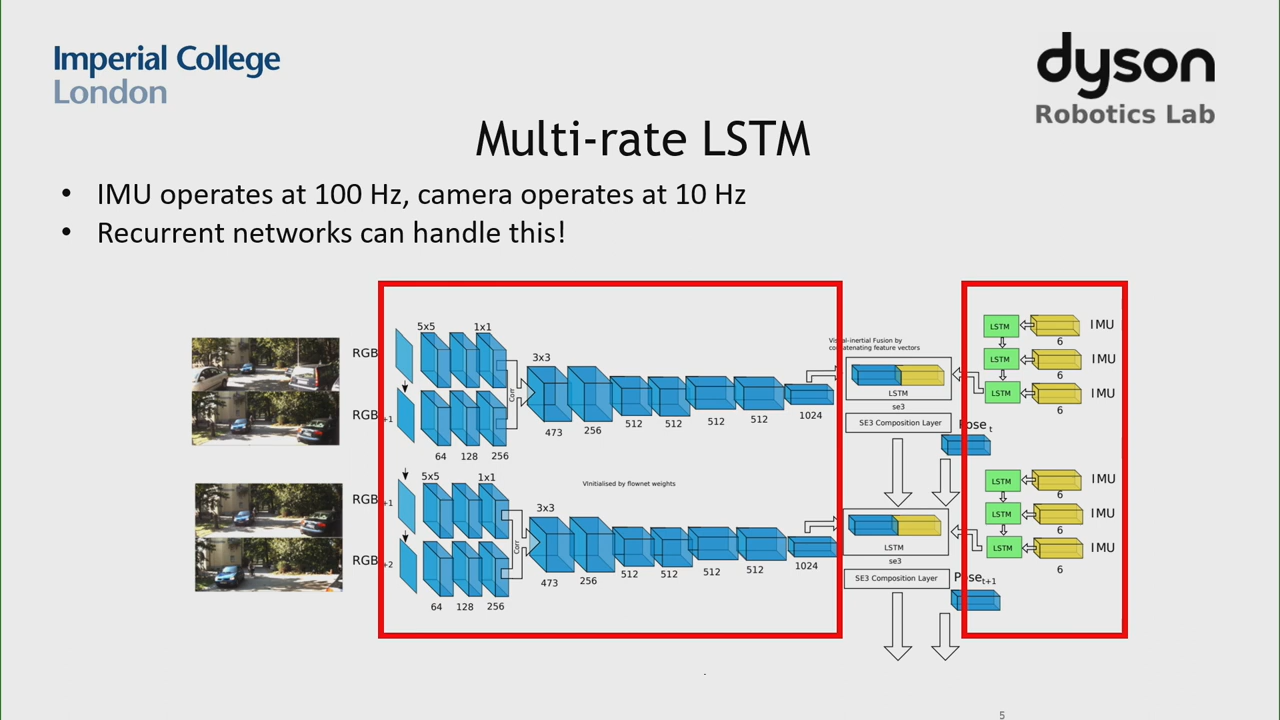 Imperial College
London
dyson
Robotics Lab
Multi-rate LSTM
• IMU operates at 100 Hz, camera operates at 10 Hz
• Recurrent networks can handle this!
5x5 1x1
RGB
3x3
Corr
RGB +1
473 256 512 512 512 512 1024
64 128 256
Visual-inertial Fusion by
concatenating feature vectors
LSTM
se3
SE3 Composition Layer
Pose t
LSTM IMU
6
LSTM IMU
6
LSTM IMU
6
5x5 1x1
RGB +1
VInitialised by flownet weights
3x3
Corr
RGB +2
473 256 512 512 512 512 1024
64 128 256
LSTM
se3
SE3 Composition Layer
Pose t+1
LSTM IMU
6
LSTM IMU
6
LSTM IMU
6
5